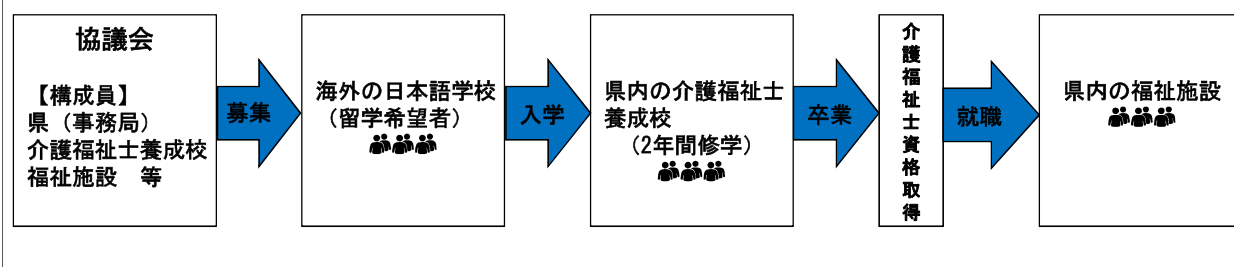 協議会
【構成員】
県（事務局）
介護福祉士養成校
福祉施設　等
募集
海外の日本語学校
（留学希望者）
入学
県内の介護福祉士
養成校
（2年間修学）
卒業
介護福祉士資格取得
就職
県内の福祉施設